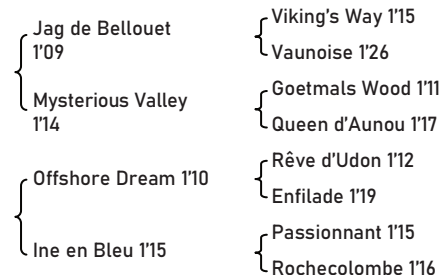 Jag de Bellouet
1'09
Mysterious Valley
1'14
Offshore Dream 1'10
Ine en Bleu 1'15
Viking's Way 1'15
Vaunoise 1'26
Goetmals Wood 1'11
Queen d'Aunou 1'17
Rêve d'Udon 1'12
Enfilade 1'19
Passionnant 1'15
Rochecolombe 1'16